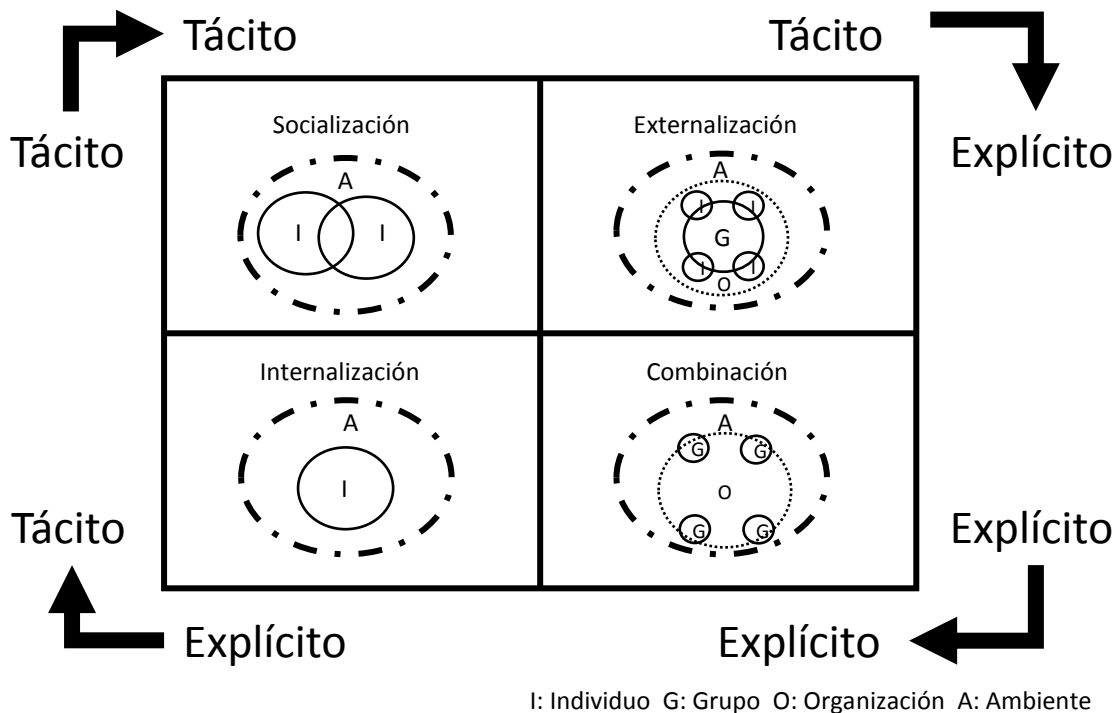 Tácito
Tácito
Tácito
Explícito
Socialización
A
I
I
Externalización
A
I
I
G
I
I
O
Internalización
A
I
Combinación
A
G
G
O
G
G
Tácito
Explícito
Explícito
Explícito
I: Individuo G: Grupo O: Organización A: Ambiente